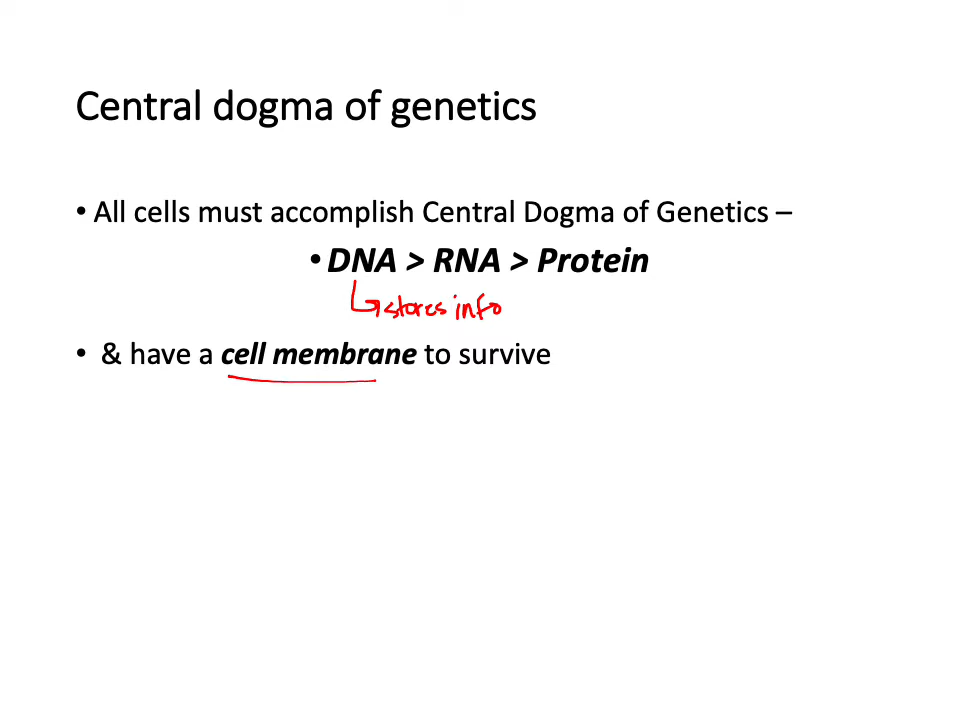 Central dogma of genetics
• All cells must accomplish Central Dogma of Genetics –
• DNA > RNA > Protein
stores info
• & have a cell membrane to survive